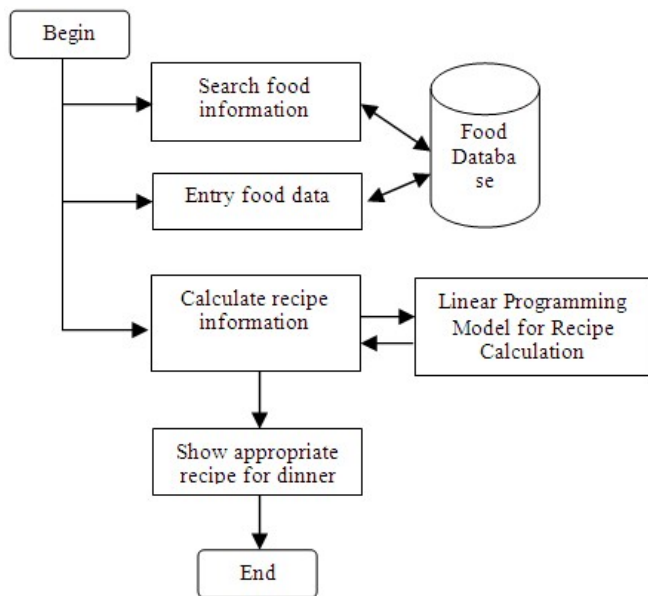 Begin
Search food
information
Food
Databa
se
Entry food data
Calculate recipe
information
Linear Programming
Model for Recipe
Calculation
Show appropriate
recipe for dinner
End